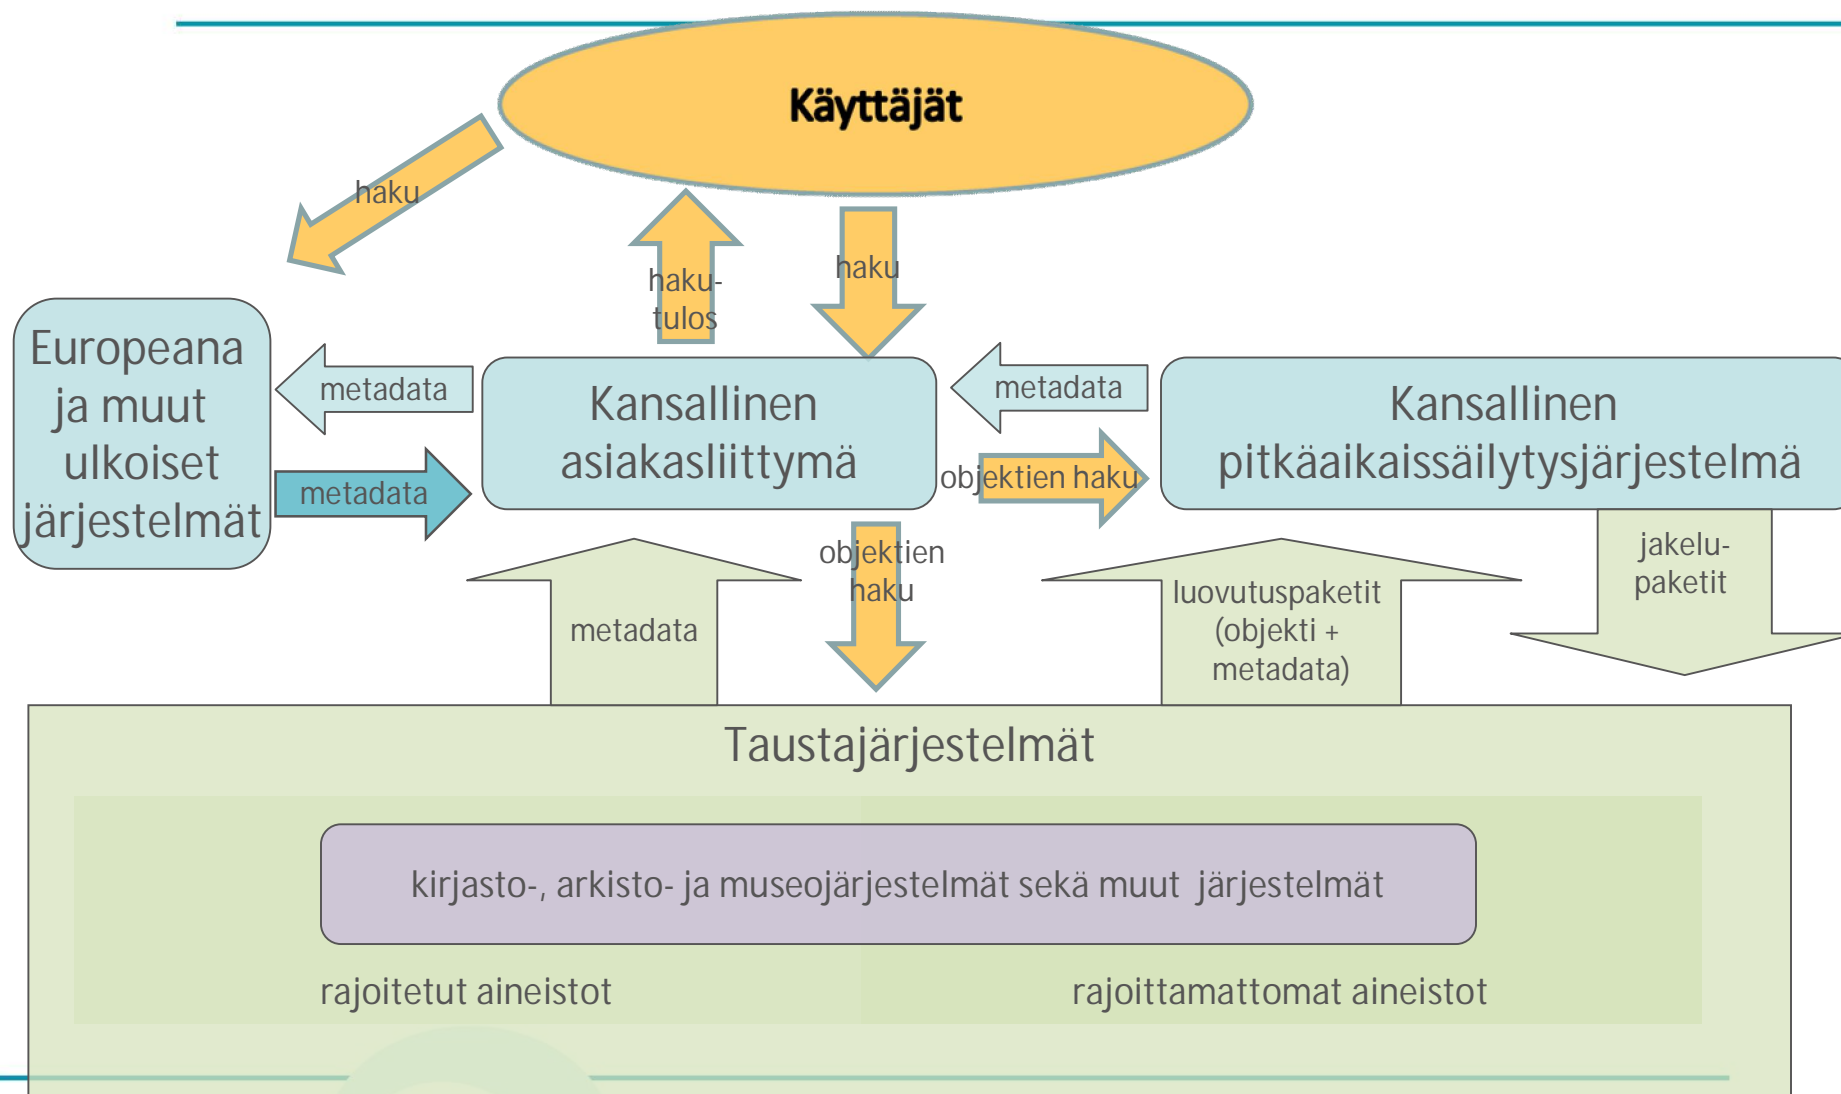 Käyttäjät
haku
haku-
tulos
haku
Europeana
ja muut
ulkoiset
järjestelmät
metadata
metadata
Kansallinen
asiakasliittymä
metadata
objektien haku
Kansallinen
pitkäaikaissäilytysjärjestelmä
metadata
objektien
haku
luovutuspaketit
(objekti +
metadata)
jakelu-
paketit
Taustajärjestelmät
kirjasto-, arkisto- ja museojärjestelmät sekä muut järjestelmät
rajoitetut aineistot
rajoittamattomat aineistot